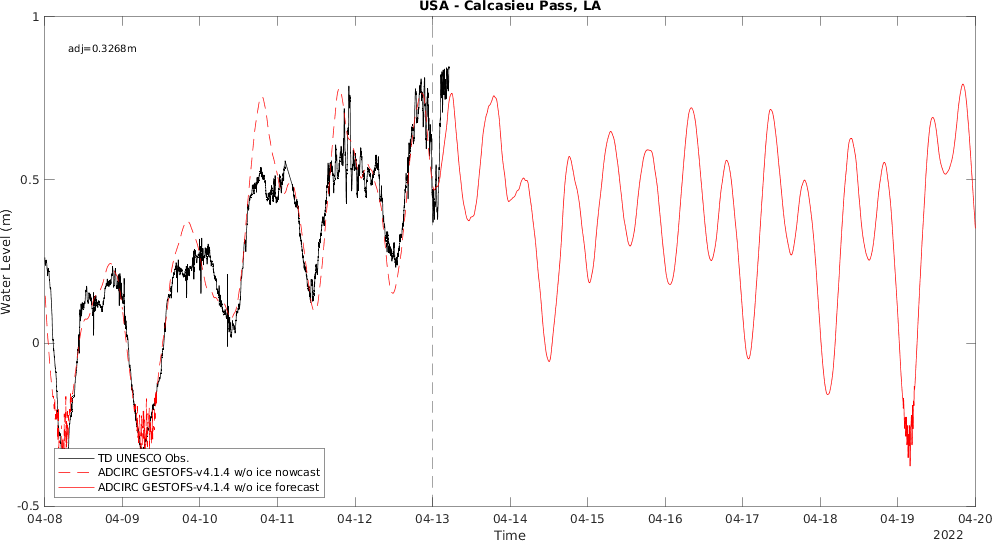 USA - Calcasieu Pass, LA
adj=0.3268m
1
0.5
0
-0.5
Water Level (m)
TD UNESCO Obs.
ADCIRC GESTOFS-v4.1.4 w/o ice nowcast
ADCIRC GESTOFS-v4.1.4 w/o ice forecast
04-08 04-09 04-10 04-11 04-12 04-13 04-14 04-15 04-16 04-17 04-18 04-19 04-20
Time
2022